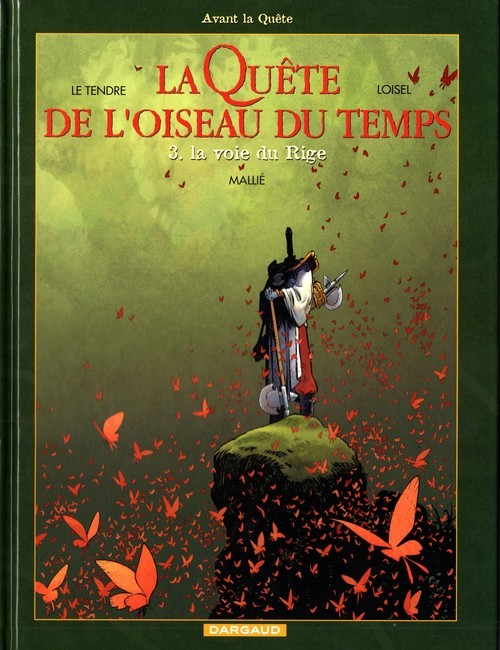 Avant la Quête
LE TENDRE
LOISEL
LA QUÊTE
DE L'OISEAU DU TEMPS
3. la voie du Rige
MALLIÉ
DARGAUD